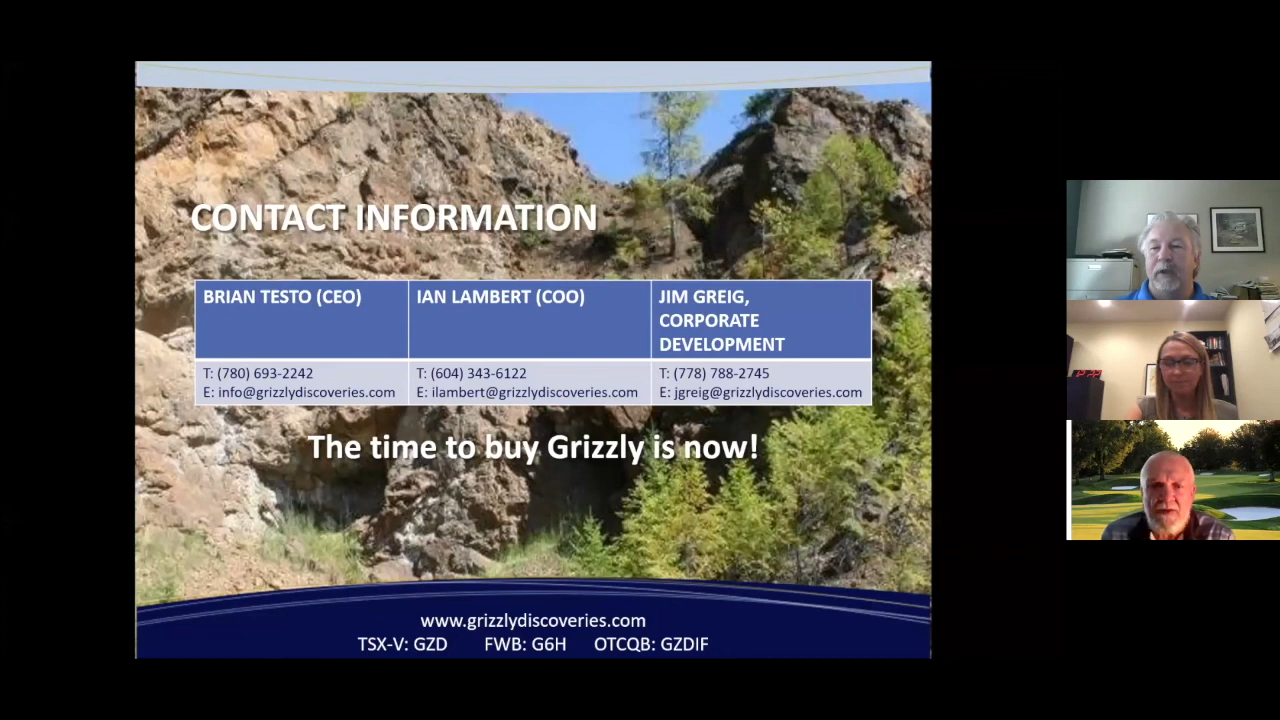 CONTACT INFORMATION
BRIAN TESTO (CEO)
IAN LAMBERT (COO)
JIM GREIG,
CORPORATE
DEVELOPMENT
T: (780) 693-2242
E: info@grizzlydiscoveries.com
T: (604) 343-6122
E: ilambert@grizzlydiscoveries.com
T: (778) 788-2745
E: jgreig@grizzlydiscoveries.com
The time to buy Grizzly is now!
www.grizzlydiscoveries.com
TSX-V: GZD FWB: G6H OTCQB: GZDIF